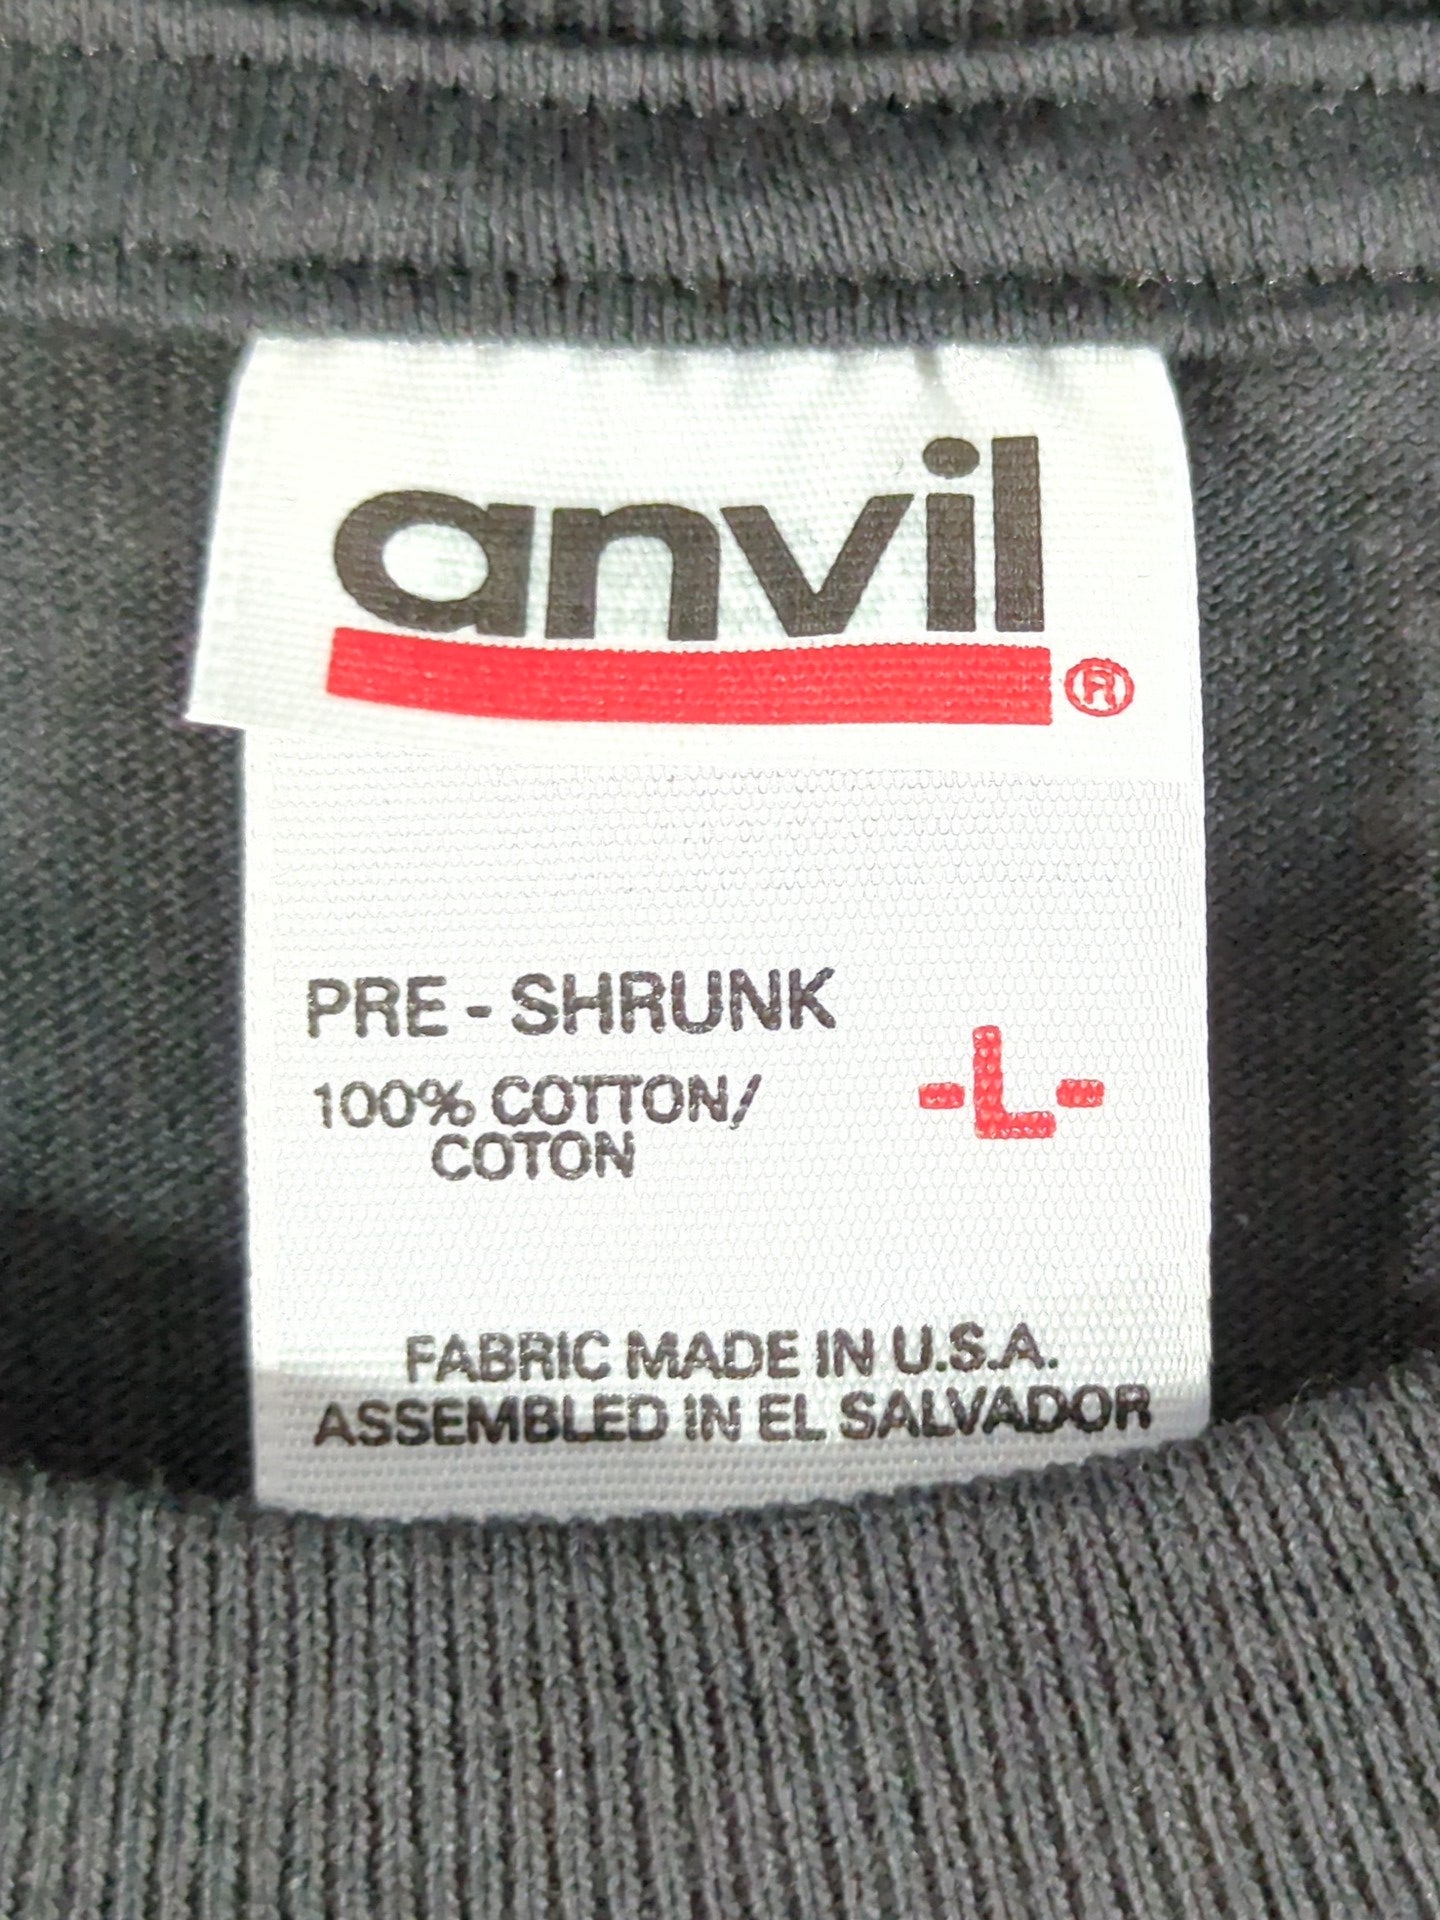 anvil®
PRE - SHRUNK
100% COTTON/
COTON
-L-
FABRIC MADE IN U.S.A.
ASSEMBLED IN EL SALVADOR